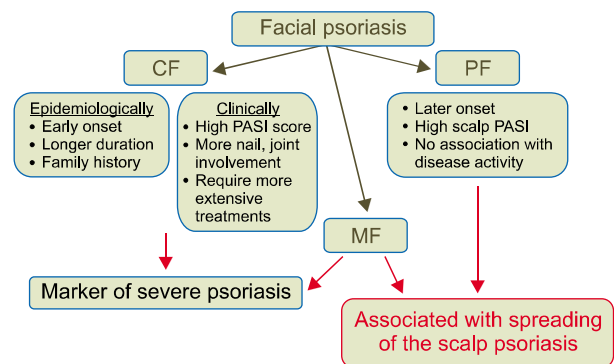 Facial psoriasis
CF
PF
Epidemiologically
• Early onset
• Longer duration
• Family history
Clinically
• High PASI score
• More nail, joint
involvement
• Require more
extensive
treatments
• Later onset
• High scalp PASI
• No association with
disease activity
MF
Marker of severe psoriasis
Associated with spreading
of the scalp psoriasis